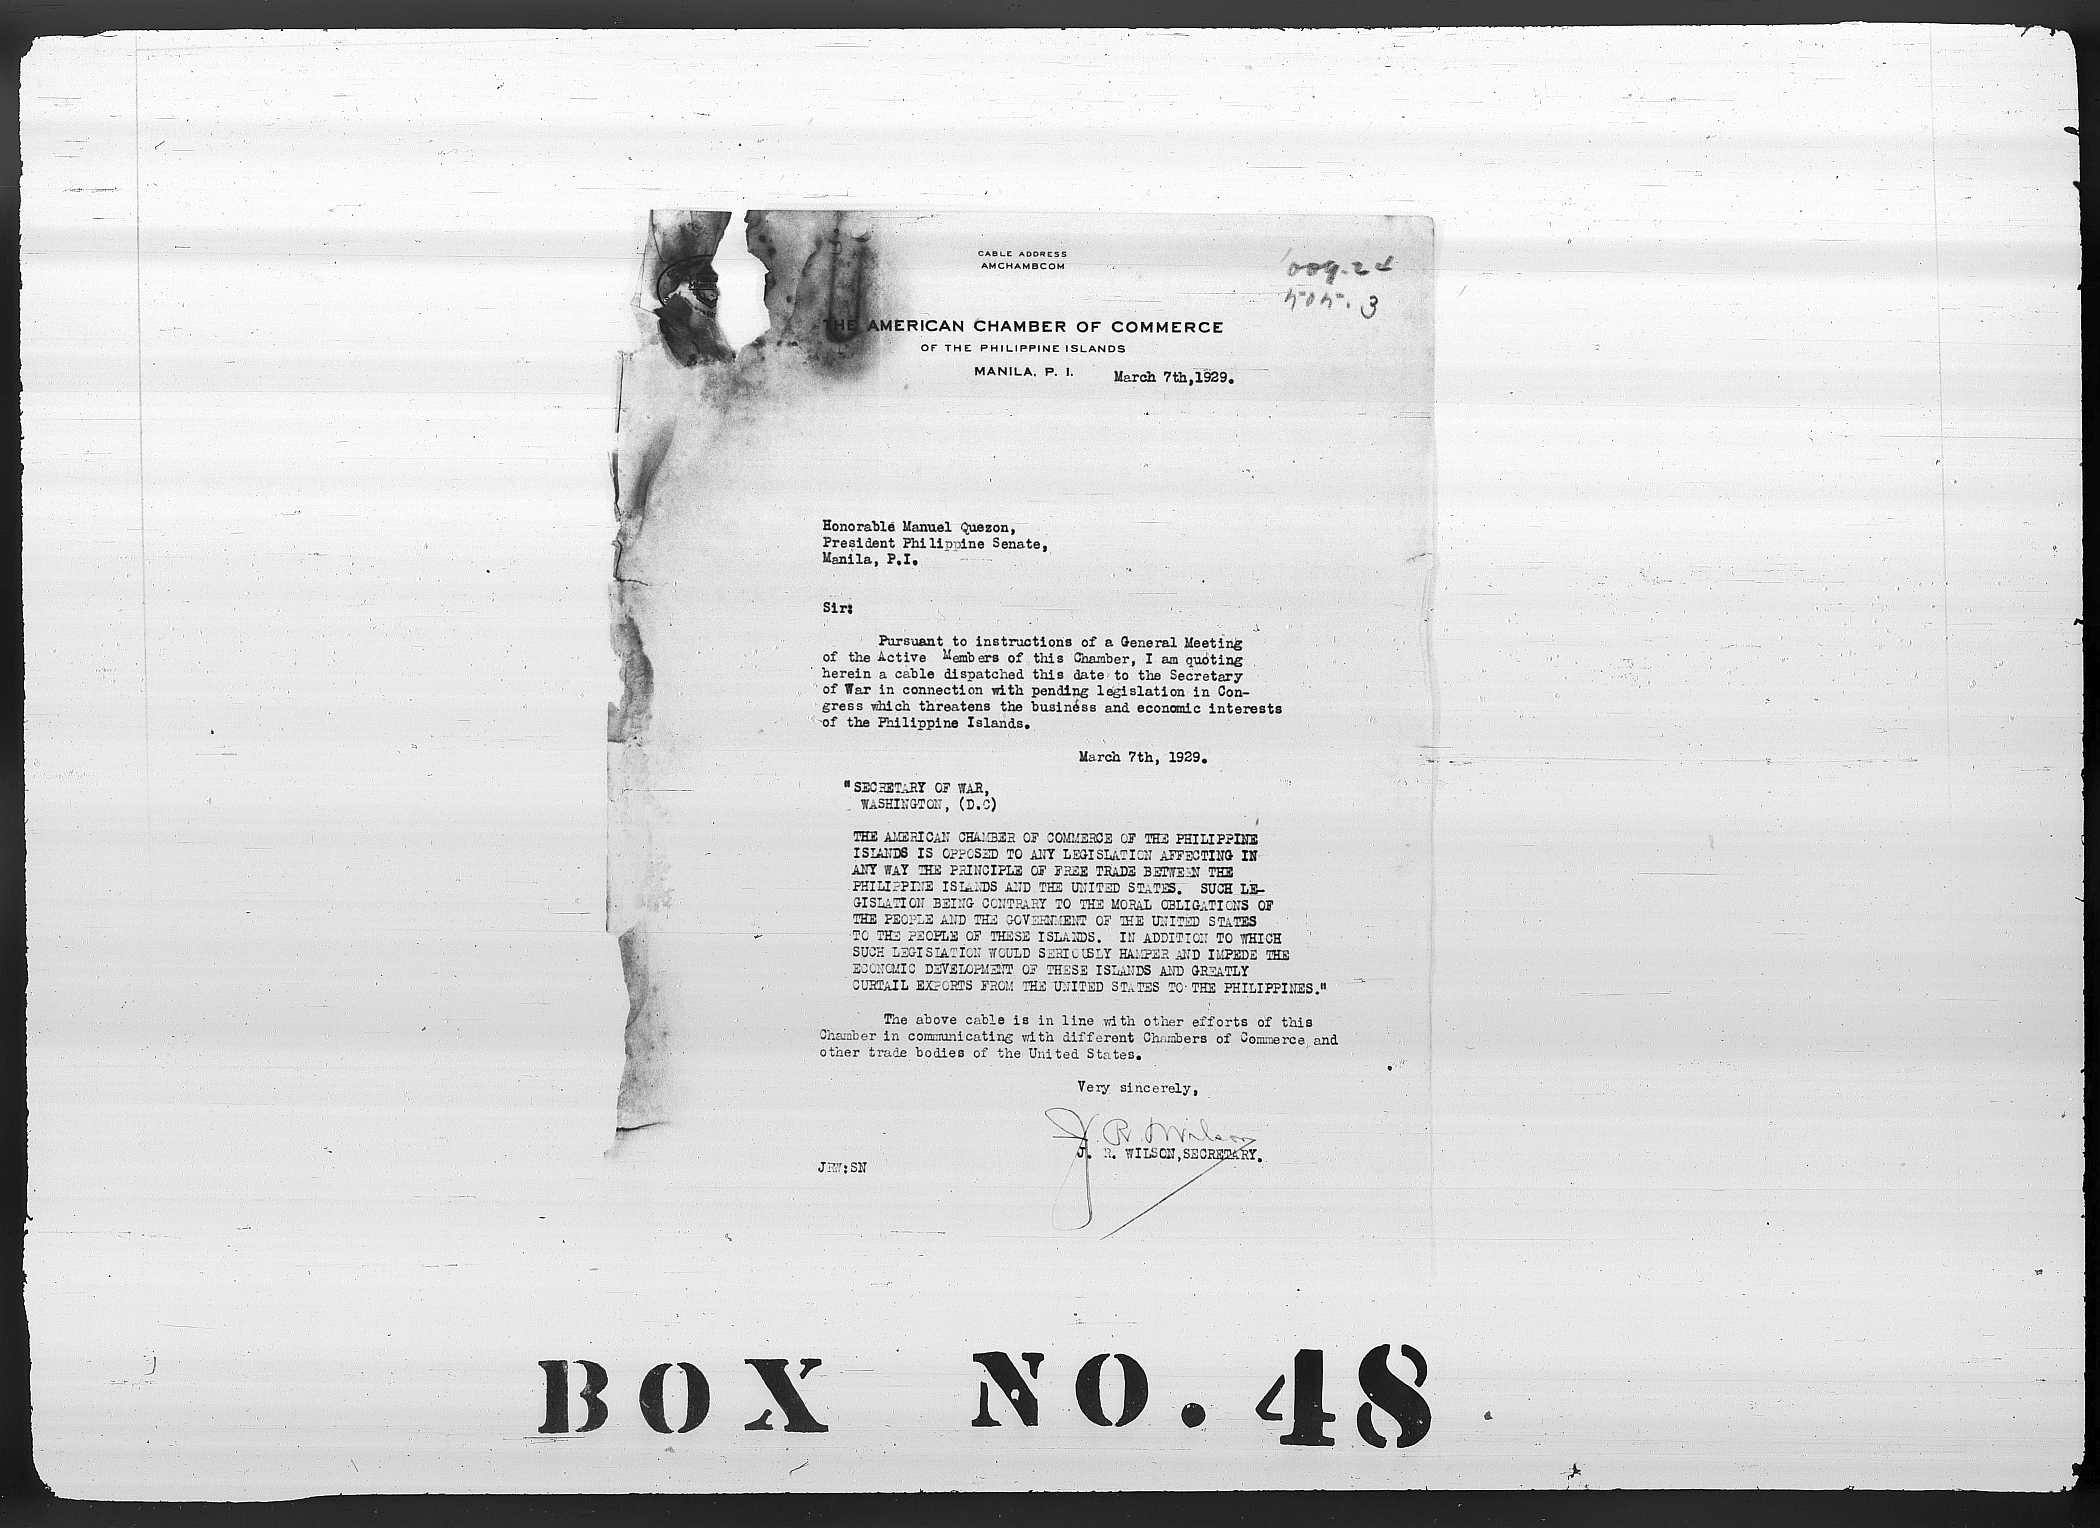 CABLE ADDRESS
AMCHAMBCOM
THE AMERICAN CHAMBER OF COMMERCE
OF THE PHILIPPINE ISLANDS
MANILA, P. I.
March 7th,1929.
Honorable Manuel Quezon,
President Philippine Senate,
Manila, P.I.
Sir:
Pursuant to instructions of a General Meeting
of the Active Members of this Chamber, I am quoting
herein a cable dispatched this date to the Secretary
of War in connection with pending legislation in Con-
gress which threatens the business and economic interests
of the Philippine Islands.
March 7th, 1929.
"SECRETARY OF WAR,
WASHINGTON, (D.C)
THE AMERICAN CHAMBER OF COMMERCE OF THE PHILIPPINE
ISLANDS IS OPPOSED TO ANY LEGISLATION AFFECTING IN
ANY WAY THE PRINCIPLE OF FREE TRADE BETWEEN THE
PHILIPPINE ISLANDS AND THE UNITED STATES. SUCH LE-
GISLATION BEING CONTRARY TO THE MORAL OBLIGATIONS OF
THE PEOPLE AND THE GOVERNMENT OF THE UNITED STATES
TO THE PEOPLE OF THESE ISLANDS. IN ADDITION TO WHICH
SUCH LEGISLATION WOULD SERIOUSLY HAMPER AND IMPEDE THE
ECONOMIC DEVELOPMENT OF THESE ISLANDS AND GREATLY
CURTAIL EXPORTS FROM THE UNITED STATES TO THE PHILIPPINES."
The above cable is in line with other efforts of this
Chamber in communicating with different Chambers of Commerce and
other trade bodies of the United States.
Very sincerely,
J. R. Wilson
J. R. WILSON,SECRETARY.
JRW:SN
BOX NO. 48